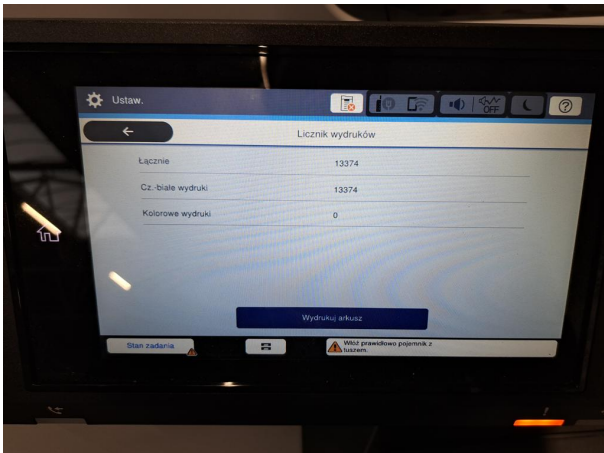 Ustaw.
OFF
?
Licznik wydruków
Łącznie 13374
Cz.-białe wydruki 13374
Kolorowe wydruki 0
Wydrukuj arkusz
Stan zadania
Włóż prawidłowo pojemnik z
tuszem.